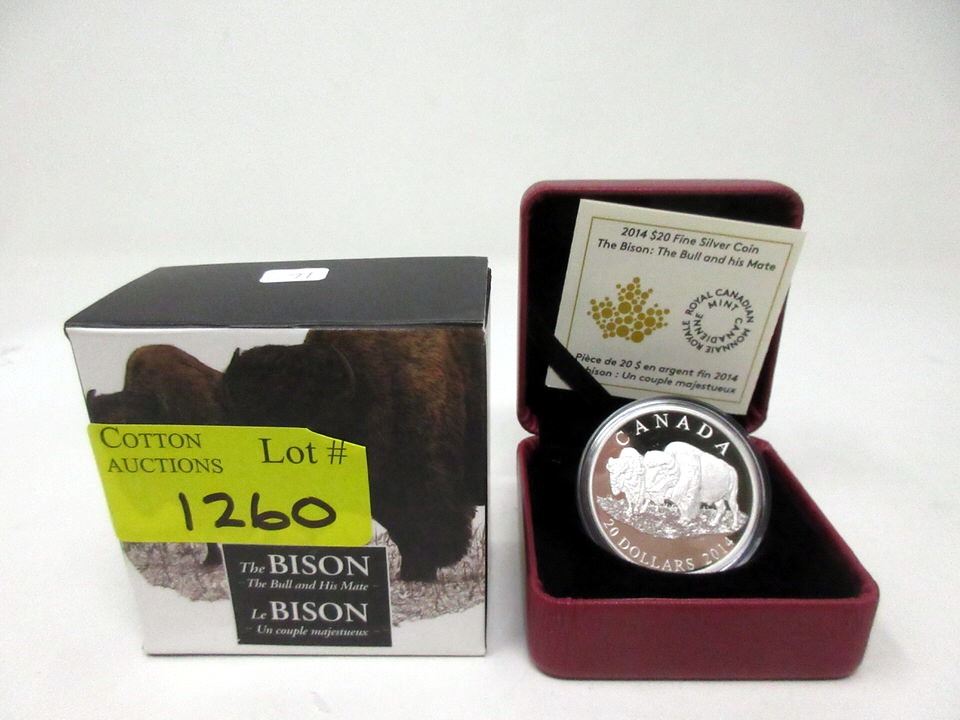 COTTON
AUCTIONS
Lot #
1260
The BISON
The Bull and His Mate
Le BISON
Un couple majestueux
2014 $20 Fine Silver Coin
The Bison: The Bull and his Mate
ROYAL CANADIAN MINT
MONNAIE ROYALE CANADIENNE
Pièce de 20 $ en argent fin 2014
bison : Un couple majestueux
CANADA
20 DOLLARS 2014